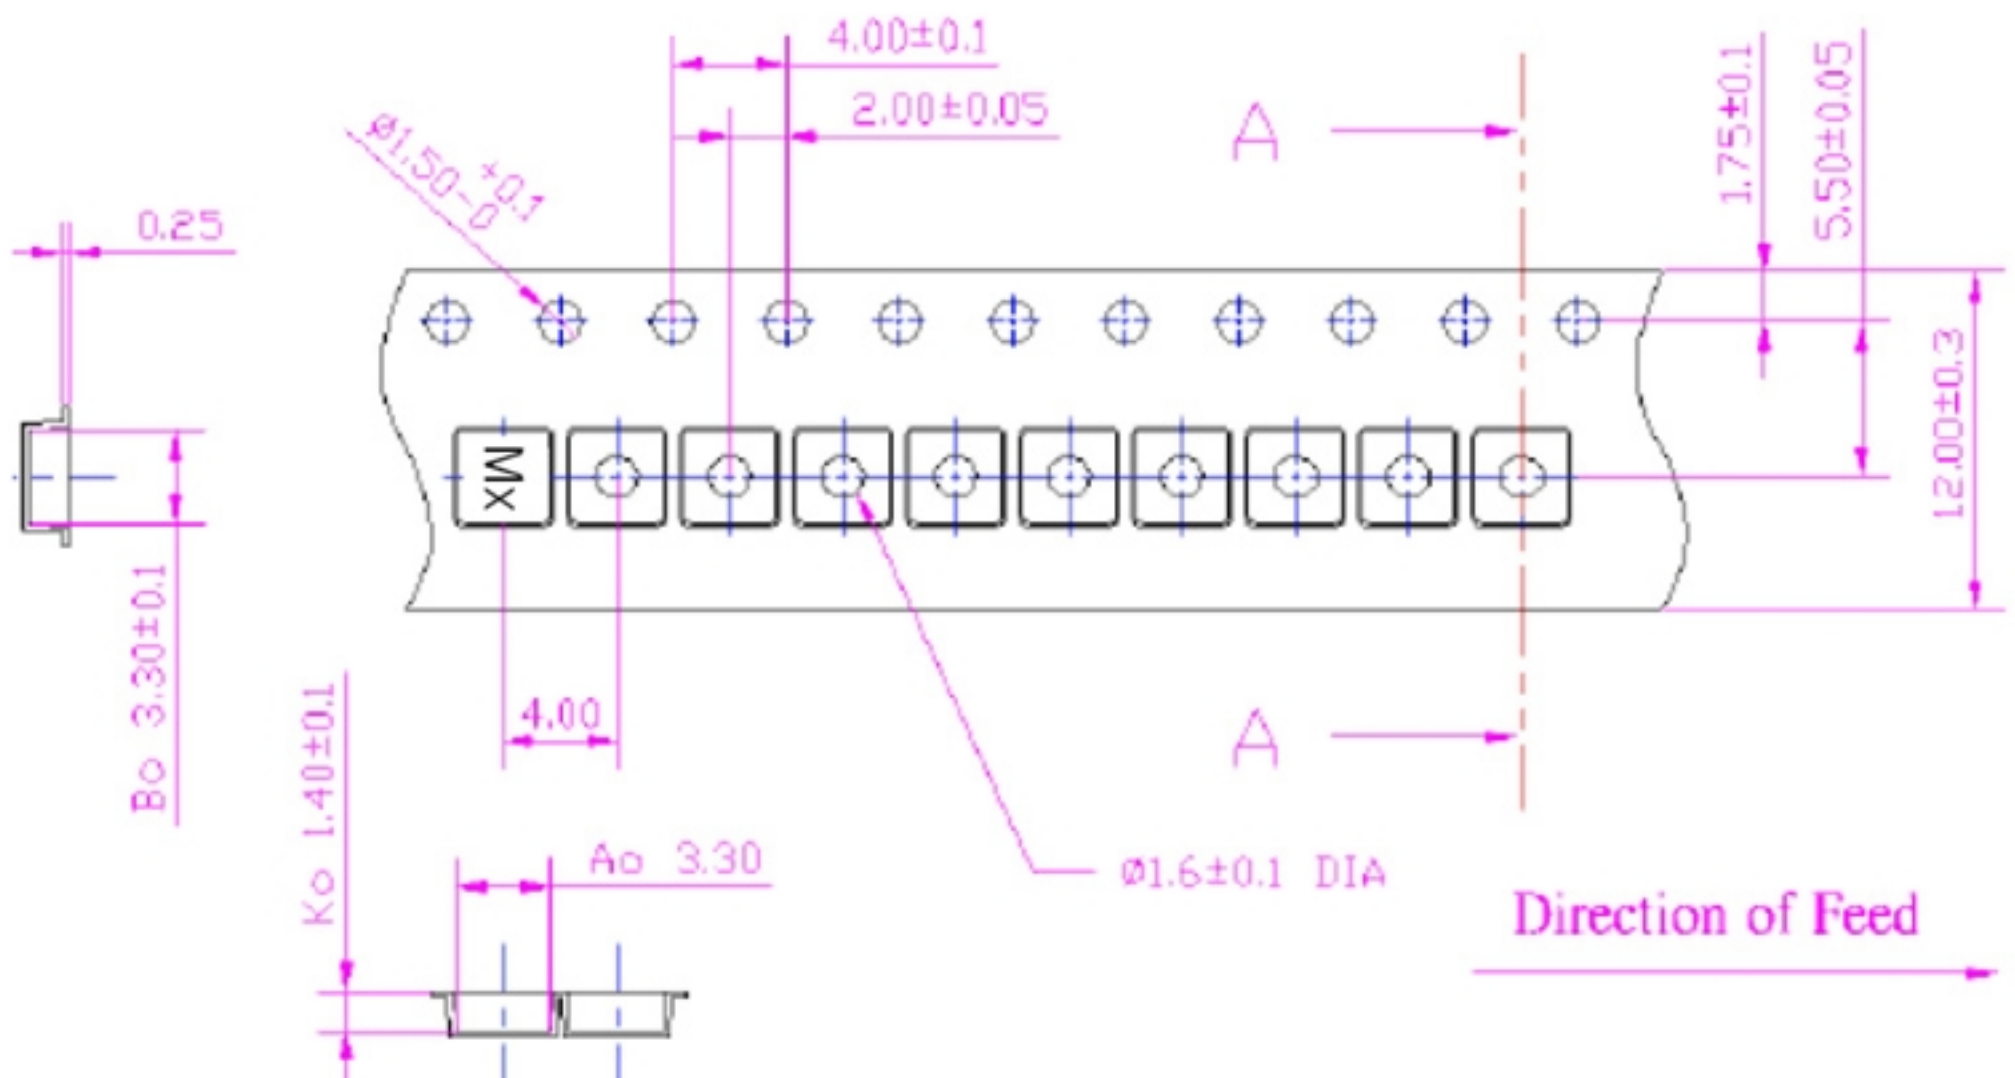 4.00±0.1
2.00±0.05
Ø1.50 +0.1
-0
A
1.75±0.1
5.50±0.05
0.25
12.00±0.3
Mx
Bo 3.30±0.1
4.00
A
Ko 1.40±0.1
Ao 3.30
Ø1.6±0.1 DIA
Direction of Feed